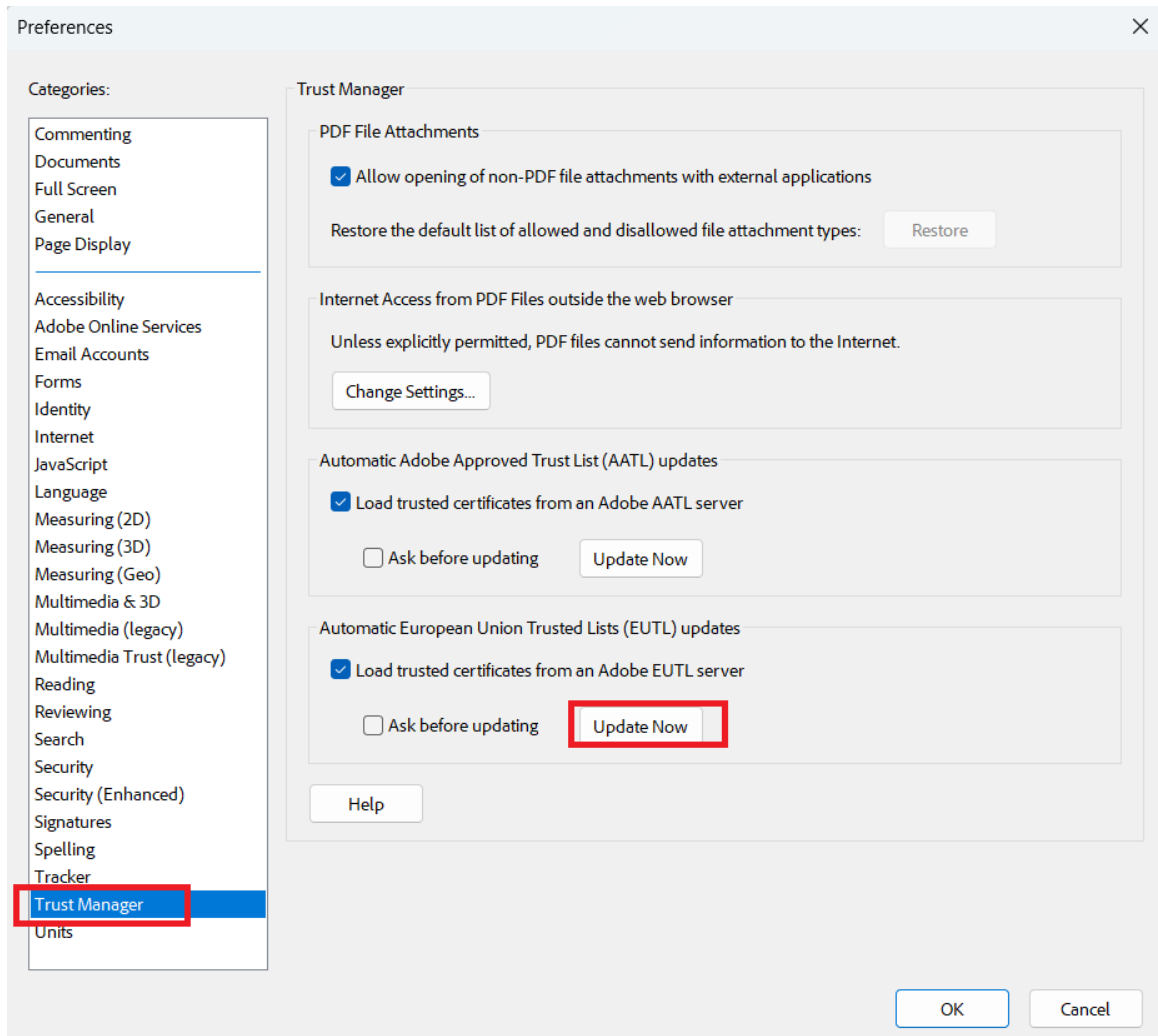 Preferences
Categories:
Commenting
Documents
Full Screen
General
Page Display
Accessibility
Adobe Online Services
Email Accounts
Forms
Identity
Internet
JavaScript
Language
Measuring (2D)
Measuring (3D)
Measuring (Geo)
Multimedia & 3D
Multimedia (legacy)
Multimedia Trust (legacy)
Reading
Reviewing
Search
Security
Security (Enhanced)
Signatures
Spelling
Tracker
Trust Manager
Units
Trust Manager
PDF File Attachments
Allow opening of non-PDF file attachments with external applications
Restore the default list of allowed and disallowed file attachment types: Restore
Internet Access from PDF Files outside the web browser
Unless explicitly permitted, PDF files cannot send information to the Internet.
Change Settings...
Automatic Adobe Approved Trust List (AATL) updates
Load trusted certificates from an Adobe AATL server
Ask before updating Update Now
Automatic European Union Trusted Lists (EUTL) updates
Load trusted certificates from an Adobe EUTL server
Ask before updating Update Now
Help
OK Cancel